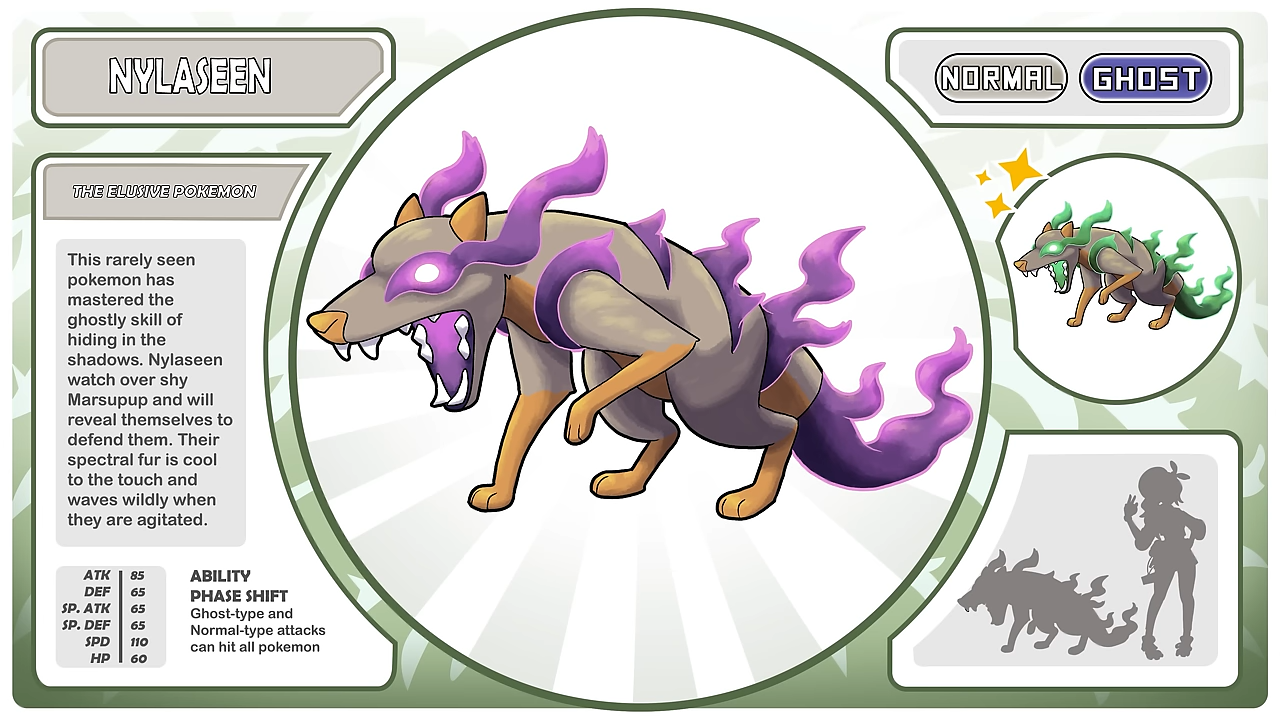 NYLASEEN
NORMAL GHOST
THE ELUSIVE POKEMON
This rarely seen
pokemon has
mastered the
ghostly skill of
hiding in the
shadows. Nylaseen
watch over shy
Marsupup and will
reveal themselves to
defend them. Their
spectral fur is cool
to the touch and
waves wildly when
they are agitated.
ATK 85
DEF 65
SP. ATK 65
SP. DEF 65
SPD 110
HP 60
ABILITY
PHASE SHIFT
Ghost-type and
Normal-type attacks
can hit all pokemon